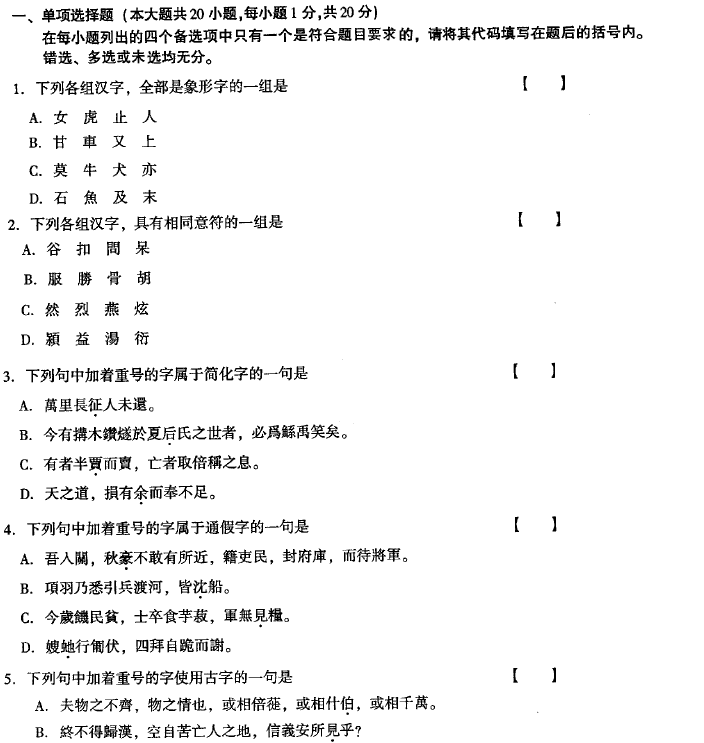 一、单项选择题（本大题共20小题,每小题1分,共20分）
在每小题列出的四个备选项中只有一个是符合题目要求的，请将其代码填写在题后的括号内。
错选、多选或未选均无分。
1．下列各组汉字，全部是象形字的一组是 【 】
A．女 虎 止 人
B．甘 車 又 上
C．莫 牛 犬 亦
D．石 魚 及 末
2．下列各组汉字，具有相同意符的一组是 【 】
A．谷 扣 問 呆
B．服 勝 骨 胡
C．然 烈 燕 炫
D．潁 益 湯 衍
3．下列句中加着重号的字属于简化字的一句是 【 】
A．萬里長征人未還。
B．今有搆木鑽燧於夏后氏之世者，必爲鯀禹笑矣。
C．有者半賈而賣，亡者取倍稱之息。
D．天之道，損有余而奉不足。
4．下列句中加着重号的字属于通假字的一句是 【 】
A．吾入關，秋豪不敢有所近，籍吏民，封府庫，而待將軍。
B．項羽乃悉引兵渡河，皆沈船。
C．今歲饑民貧，士卒食芋菽，軍無見糧。
D．嫂虵行匍伏，四拜自跪而謝。
5．下列句中加着重号的字使用古字的一句是 【 】
A．夫物之不齊，物之情也，或相倍蓰，或相什伯，或相千萬。
B．終不得歸漢，空自苦亡人之地，信義安所見乎?